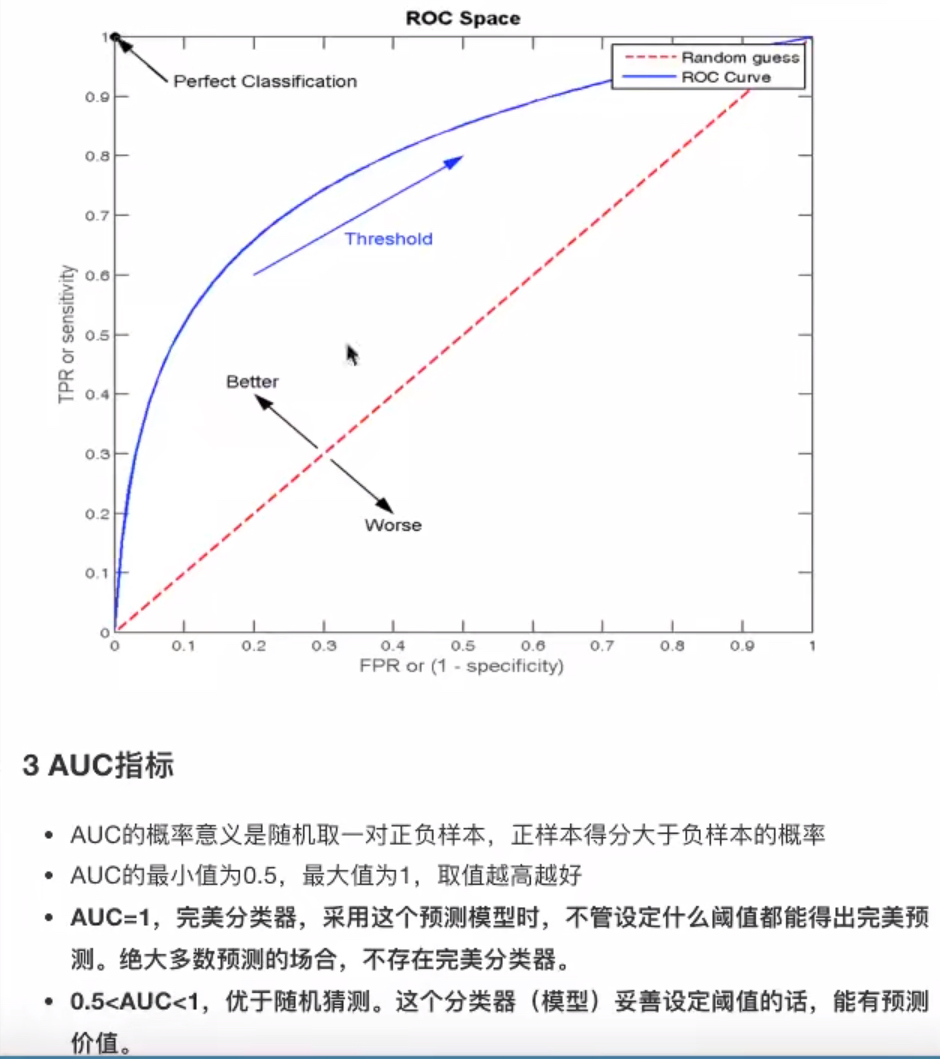 ROC Space
1
Random guess
ROC Curve
Perfect Classification
0.9
0.8
0.7
Threshold
0.6
TPR or sensitivity
0.5
0.4
Better
0.3
0.2
Worse
0.1
0
0 0.1 0.2 0.3 0.4 0.5 0.6 0.7 0.8 0.9 1
FPR or (1 - specificity)
3 AUC指标
• AUC的概率意义是随机取一对正负样本，正样本得分大于负样本的概率
• AUC的最小值为0.5，最大值为1，取值越高越好
• AUC=1，完美分类器，采用这个预测模型时，不管设定什么阈值都能得出完美预
测。绝大多数预测的场合，不存在完美分类器。
• 0.5<AUC<1，优于随机猜测。这个分类器（模型）妥善设定阈值的话，能有预测
价值。